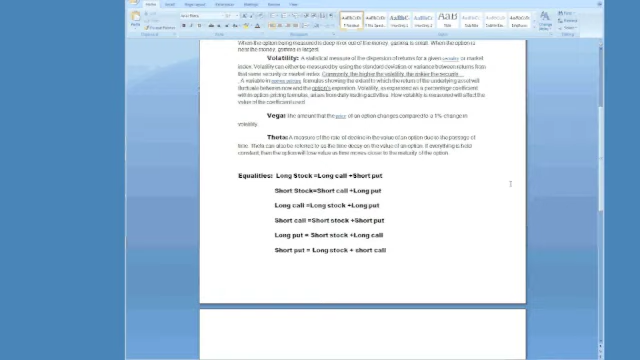 When the option being measured is deep in or out of the money, gamma is small. When the option is
near the money, gamma is largest.
Volatility: A statistical measure of the dispersion of returns for a given security or market
index. Volatility can either be measured by using the standard deviation or variance between returns from
that same security or market index. Commonly, the higher the volatility, the riskier the security.
A variable in option pricing formulas showing the extent to which the return of the underlying asset will
fluctuate between now and the option's expiration. Volatility, as expressed as a percentage coefficient
within option-pricing formulas, arises from daily trading activities. How volatility is measured will affect the
value of the coefficient used.
Vega: The amount that the price of an option changes compared to a 1% change in
volatility.
Theta: A measure of the rate of decline in the value of an option due to the passage of
time. Theta can also be referred to as the time decay on the value of an option. If everything is held
constant, then the option will lose value as time moves closer to the maturity of the option.
Equalities: Long Stock =Long call +Short put
Short Stock=Short call +Long put
Long call =Long stock +Long put
Short call =Short stock +Short put
Long put = Short stock +Long call
Short put = Long stock + short call